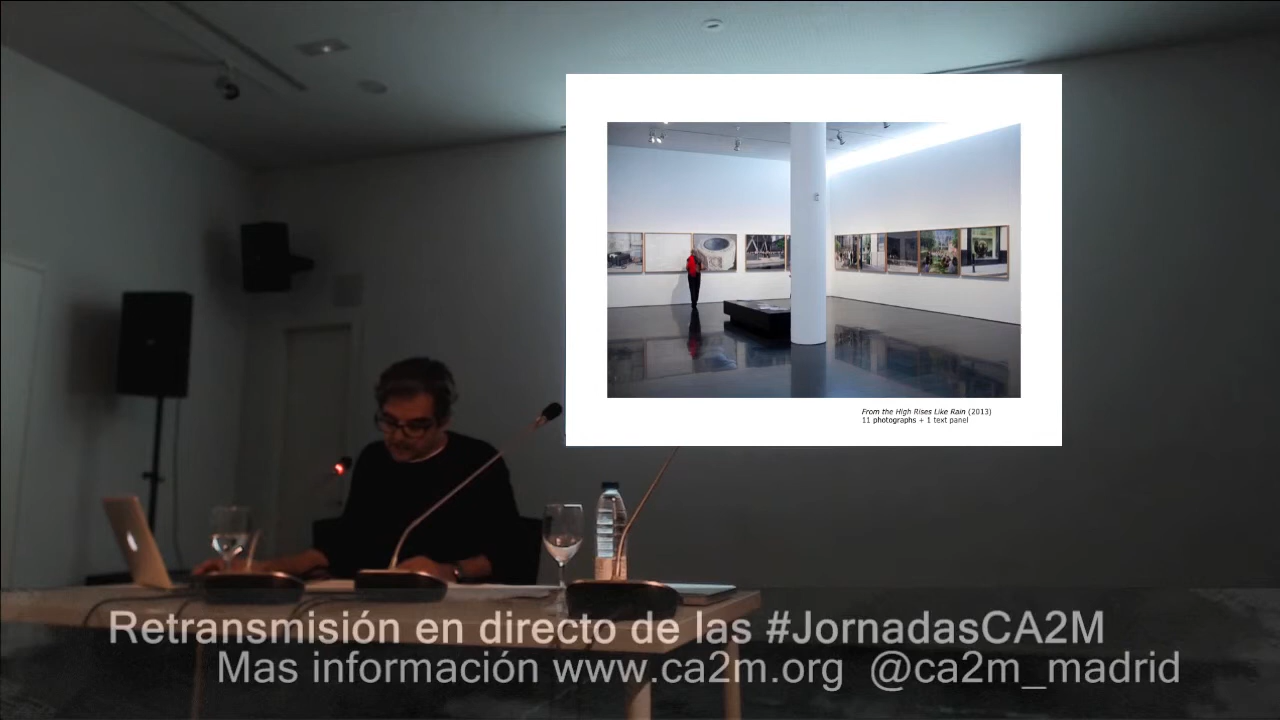 From the High Rises Like Rain (2013)
11 photographs + 1 text panel
Retransmisión en directo de las #JornadasCA2M
Mas información www.ca2m.org @ca2m_madrid